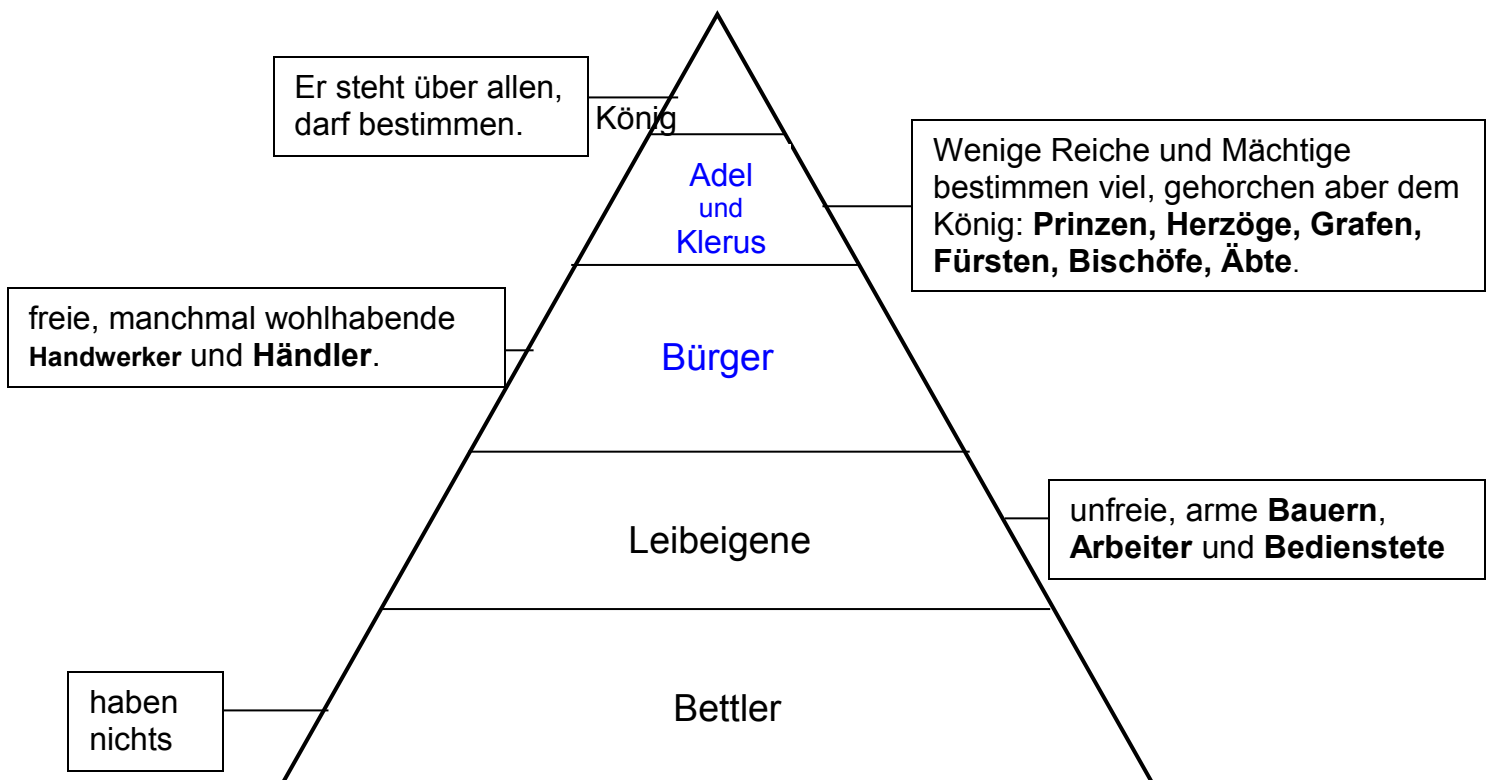 Er steht über allen,
darf bestimmen.
König
Adel
und
Klerus
Wenige Reiche und Mächtige
bestimmen viel, gehorchen aber dem
König: Prinzen, Herzöge, Grafen,
Fürsten, Bischöfe, Äbte.
freie, manchmal wohlhabende
Handwerker und Händler.
Bürger
Leibeigene
unfreie, arme Bauern,
Arbeiter und Bedienstete
haben
nichts
Bettler